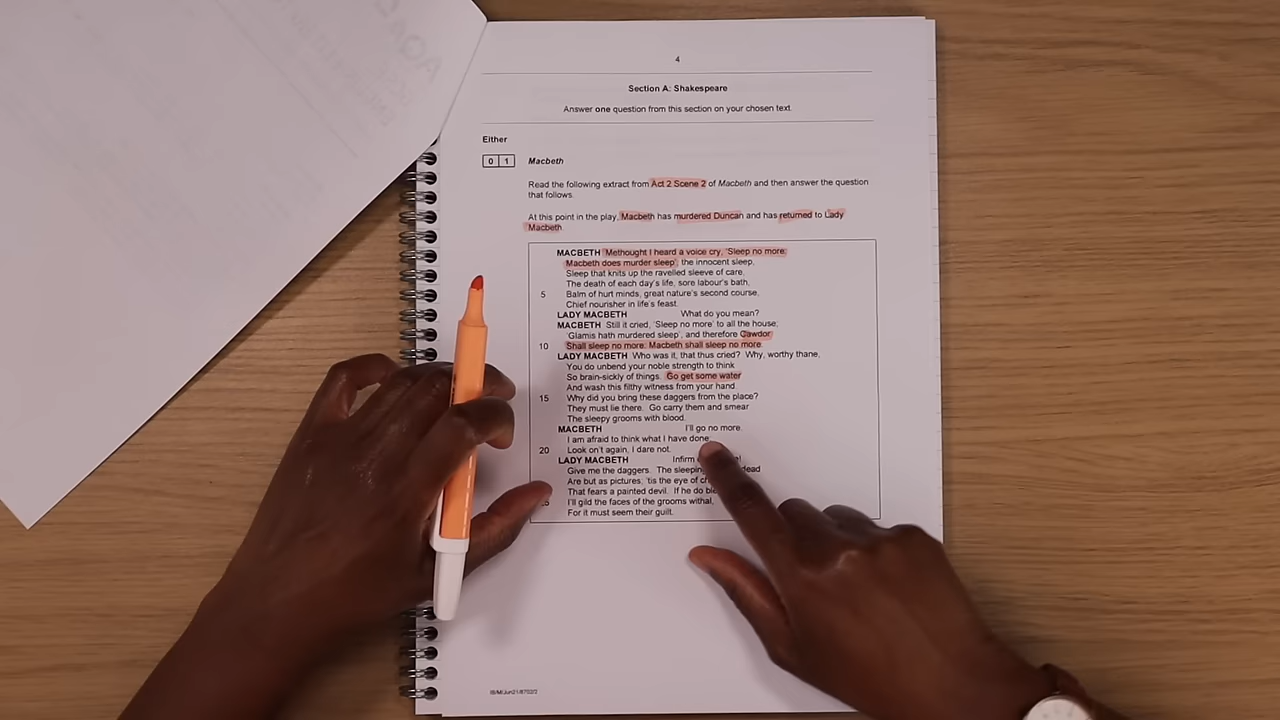 4
Section A: Shakespeare
Answer one question from this section on your chosen text.
Either
0 1 Macbeth
Read the following extract from Act 2 Scene 2 of Macbeth and then answer the question
that follows.
At this point in the play, Macbeth has murdered Duncan and has returned to Lady
Macbeth.
MACBETH Methought I heard a voice cry, 'Sleep no more:
Macbeth does murder sleep', the innocent sleep,
Sleep that knits up the ravelled sleeve of care,
The death of each day's life, sore labour's bath,
5 Balm of hurt minds, great nature's second course,
Chief nourisher in life's feast.
LADY MACBETH What do you mean?
MACBETH Still it cried, 'Sleep no more' to all the house;
'Glamis hath murdered sleep', and therefore Cawdor
10 Shall sleep no more: Macbeth shall sleep no more.
LADY MACBETH Who was it, that thus cried? Why, worthy thane,
You do unbend your noble strength to think
So brain-sickly of things. Go get some water
And wash this filthy witness from your hand.
15 Why did you bring these daggers from the place?
They must lie there. Go carry them and smear
The sleepy grooms with blood.
MACBETH I'll go no more.
I am afraid to think what I have done;
20 Look on't again, I dare not.
LADY MACBETH Infirm
Give me the daggers. The sleeping dead
Are but as pictures; 'tis the eye of
That fears a painted devil. If he do
I'll gild the faces of the grooms withal,
For it must seem their guilt.
IB/M/Jun21/8702/2